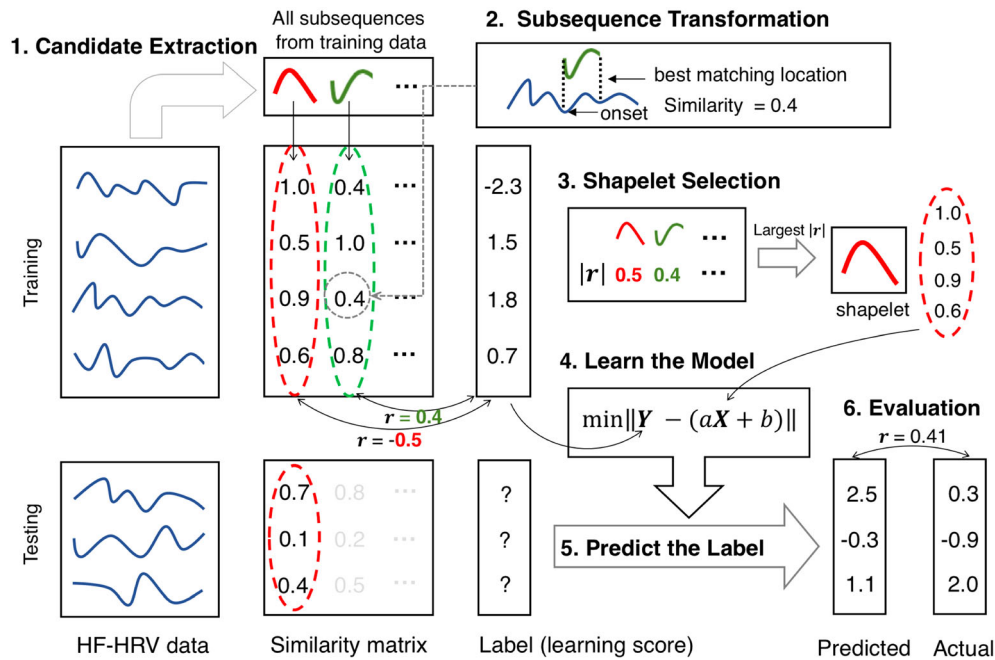 All subsequences
from training data
1. Candidate Extraction
...
2. Subsequence Transformation
best matching location
onset
Similarity = 0.4
Training
1.0 0.4 ...
0.5 1.0
0.9 0.4 ...
0.6 0.8 ...
-2.3
1.5
1.8
0.7
r = 0.4
r = -0.5
3. Shapelet Selection
...
|r| 0.5 0.4 ...
Largest |r|
shapelet
1.0
0.5
0.9
0.6
4. Learn the Model
min‖Y − (aX + b)‖
Testing
0.7 0.8 ...
0.1 0.2 ...
0.4 0.5 ...
?
?
?
5. Predict the Label
6. Evaluation
r = 0.41
2.5 0.3
-0.3 -0.9
1.1 2.0
HF-HRV data
Similarity matrix
Label (learning score)
Predicted
Actual